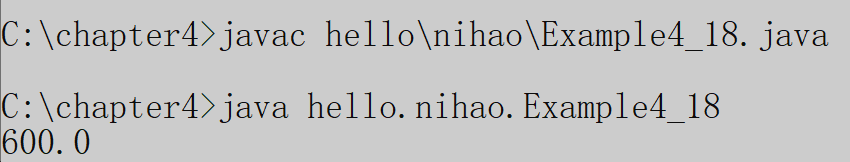 C:\chapter4>javac hello\nihao\Example4_18.java
C:\chapter4>java hello.nihao.Example4_18
600.0